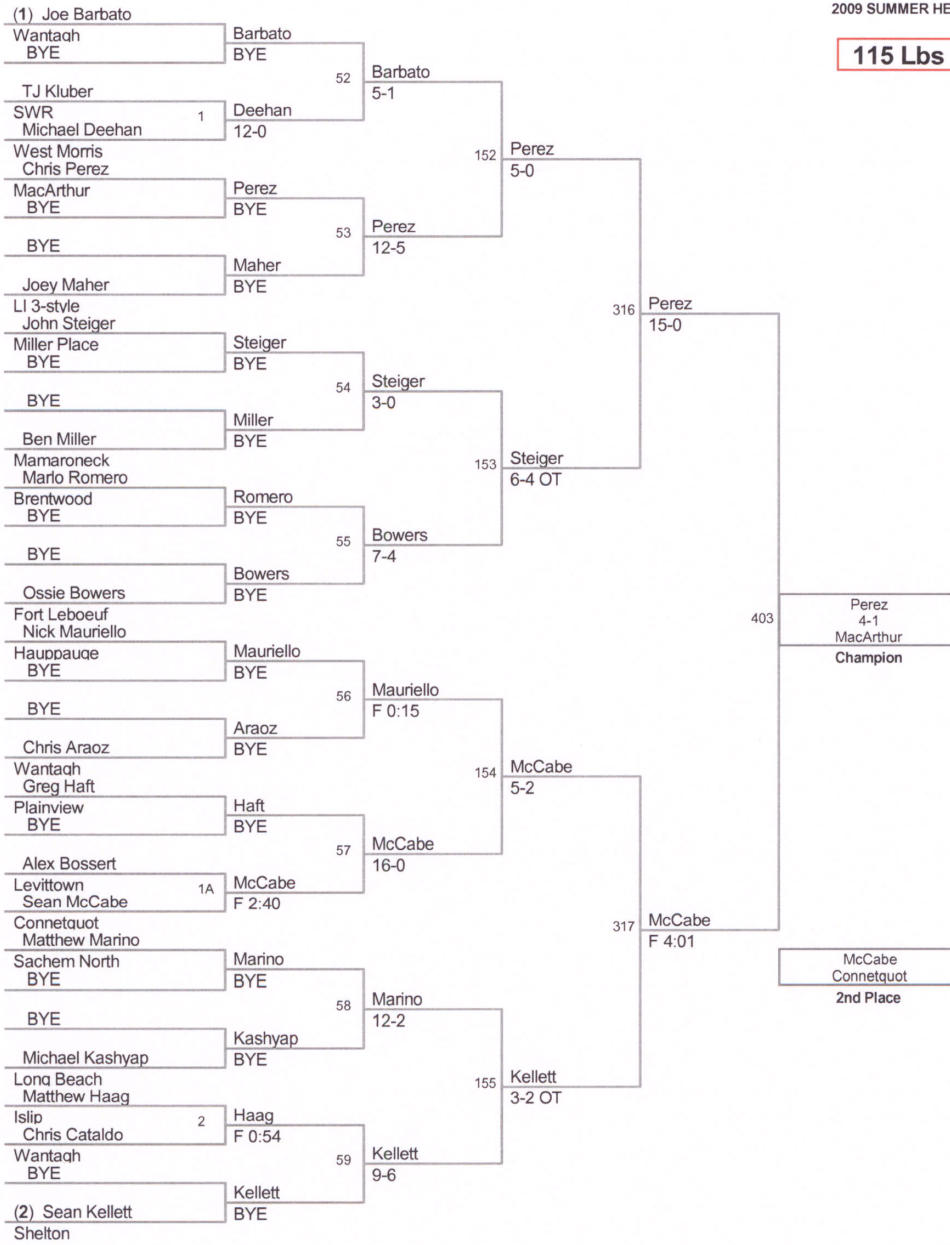 2009 SUMMER HE
115 Lbs
(1) Joe Barbato
Wantagh
BYE
TJ Kluber
SWR
Michael Deehan
West Morris
Chris Perez
MacArthur
BYE
BYE
Joey Maher
LI 3-style
John Steiger
Miller Place
BYE
BYE
Ben Miller
Mamaroneck
Marlo Romero
Brentwood
BYE
BYE
Ossie Bowers
Fort Leboeuf
Nick Mauriello
Hauppauge
BYE
BYE
Chris Araoz
Wantagh
Greg Haft
Plainview
BYE
Alex Bossert
Levittown
Sean McCabe
Connetquot
Matthew Marino
Sachem North
BYE
BYE
Michael Kashyap
Long Beach
Matthew Haag
Islip
Chris Cataldo
Wantagh
BYE
(2) Sean Kellett
Shelton
Barbato
BYE
1
Deehan
12-0
Perez
BYE
Maher
BYE
Steiger
BYE
Miller
BYE
Romero
BYE
Bowers
BYE
Mauriello
BYE
Araoz
BYE
Haft
BYE
1A
McCabe
F 2:40
Marino
BYE
Kashyap
BYE
2
Haag
F 0:54
Kellett
BYE
52
Barbato
5-1
53
Perez
12-5
54
Steiger
3-0
55
Bowers
7-4
56
Mauriello
F 0:15
57
McCabe
16-0
58
Marino
12-2
59
Kellett
9-6
152
Perez
5-0
153
Steiger
6-4 OT
154
McCabe
5-2
155
Kellett
3-2 OT
316
Perez
15-0
317
McCabe
F 4:01
403
Perez
4-1
MacArthur
Champion
McCabe
Connetquot
2nd Place